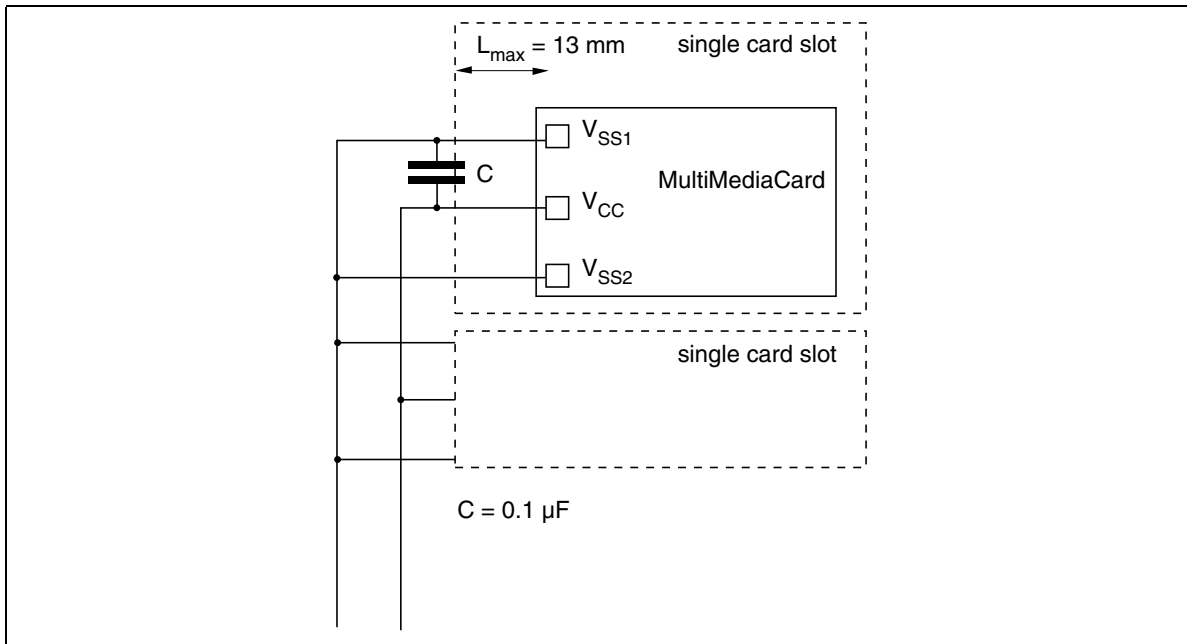 Lmax = 13 mm
single card slot
VSS1
C
MultiMediaCard
VCC
VSS2
single card slot
C = 0.1 µF